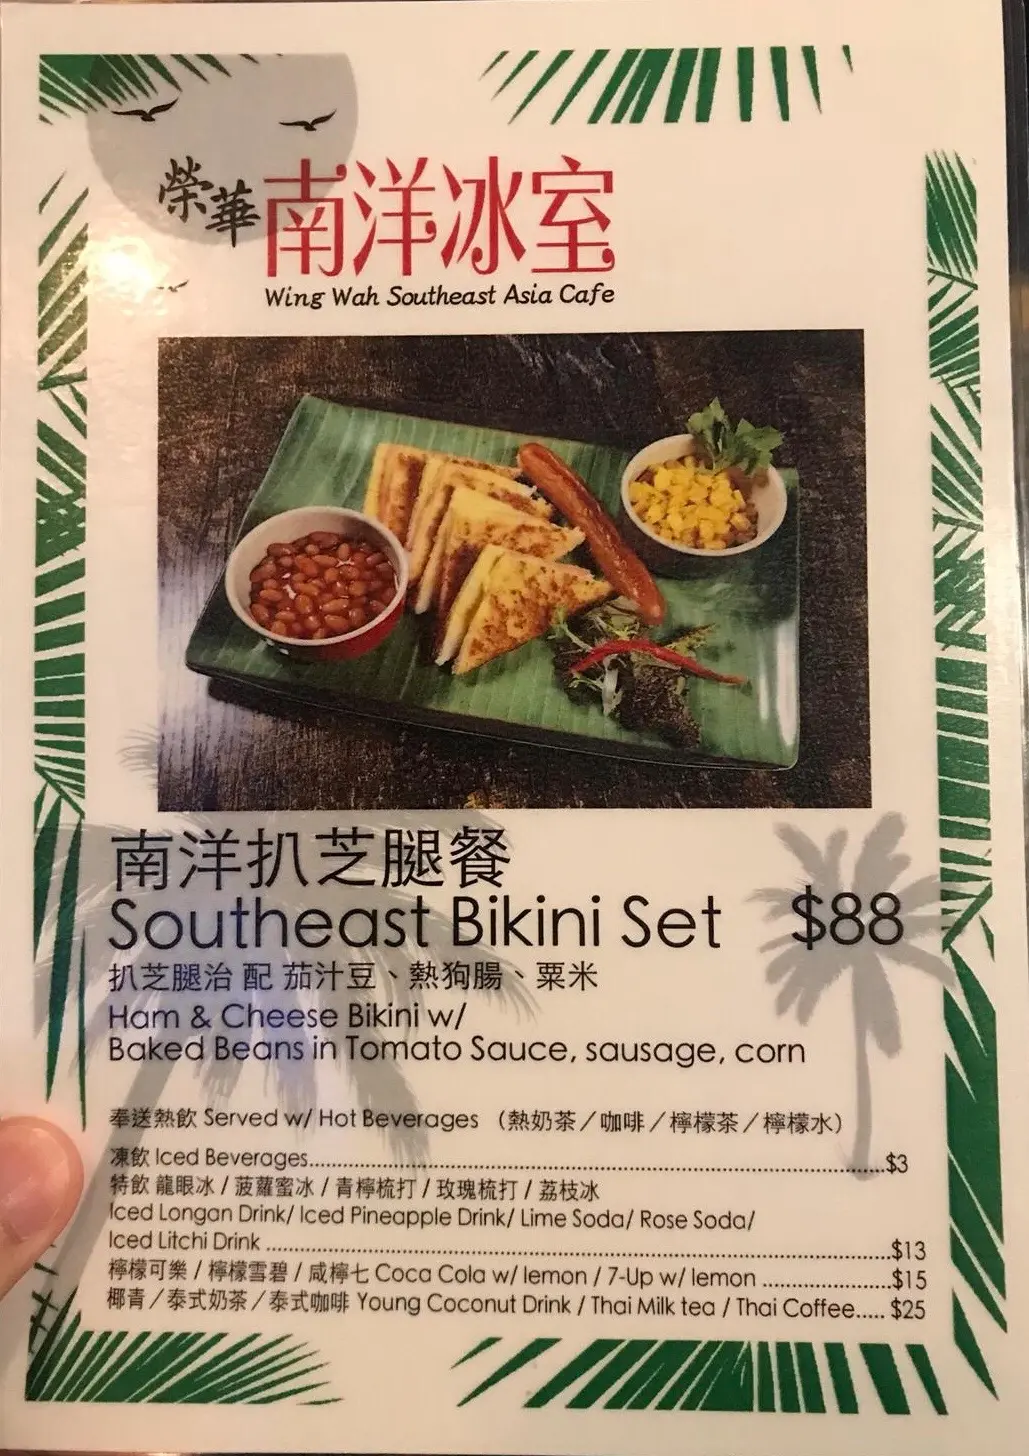 榮華 南洋冰室
Wing Wah Southeast Asia Cafe
南洋扒芝腿餐
Southeast Bikini Set $88
扒芝腿治 配 茄汁豆、熱狗腸、粟米
Ham & Cheese Bikini w/
Baked Beans in Tomato Sauce, sausage, corn
奉送熱飲 Served w/ Hot Beverages （熱奶茶／咖啡／檸檬茶／檸檬水）
凍飲 Iced Beverages....................$3
特飲 龍眼冰 / 菠蘿蜜冰 / 青檸梳打 / 玫瑰梳打 / 荔枝冰
Iced Longan Drink/ Iced Pineapple Drink/ Lime Soda/ Rose Soda/
Iced Litchi Drink ....................$13
檸檬可樂 / 檸檬雪碧 / 咸檸七 Coca Cola w/ lemon / 7-Up w/ lemon ....................$15
椰青／泰式奶茶／泰式咖啡 Young Coconut Drink / Thai Milk tea / Thai Coffee..... $25